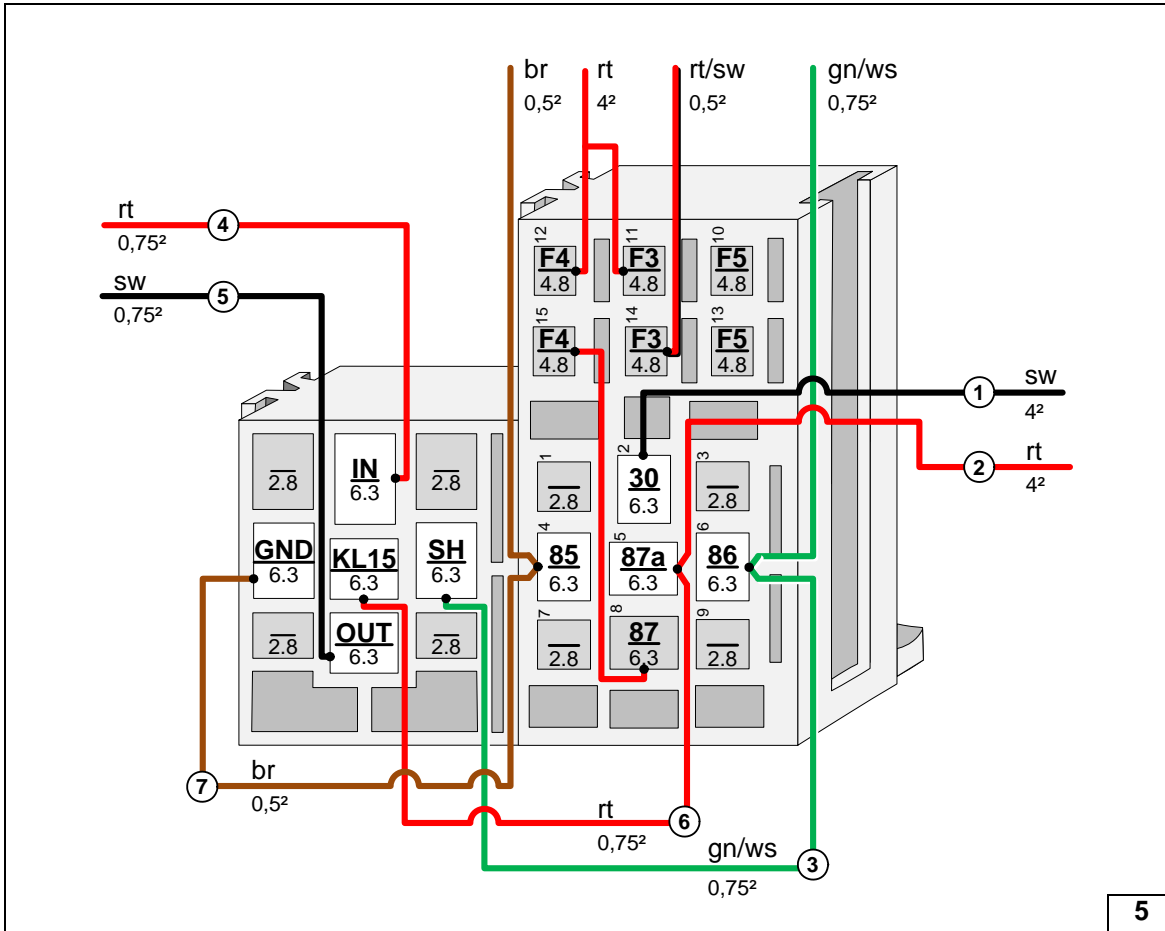 br
0,5²
rt
4²
rt/sw
0,5²
gn/ws
0,75²
rt
0,75²
4
sw
0,75²
5
12
F4
4.8
11
F3
4.8
10
F5
4.8
15
F4
4.8
14
F3
4.8
13
F5
4.8
1
sw
4²
2
rt
4²
2.8
IN
6.3
2.8
1
2.8
2
30
6.3
3
2.8
GND
6.3
KL15
6.3
SH
6.3
4
85
6.3
5
87a
6.3
6
86
6.3
2.8
OUT
6.3
2.8
7
2.8
8
87
6.3
9
2.8
7
br
0,5²
rt
0,75²
6
gn/ws
0,75²
3
5